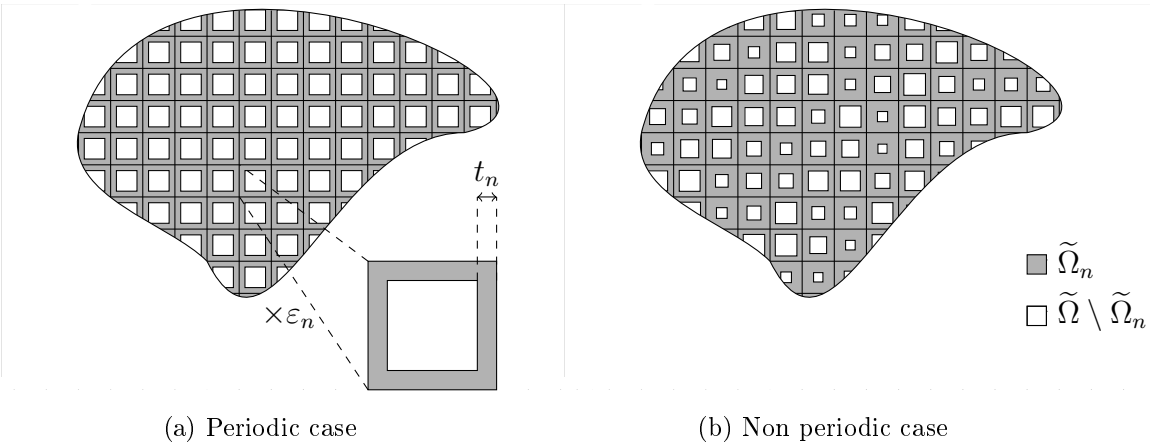 t_n
×ε_n
Ω̃_n
Ω̃ \ Ω̃_n
(a) Periodic case
(b) Non periodic case